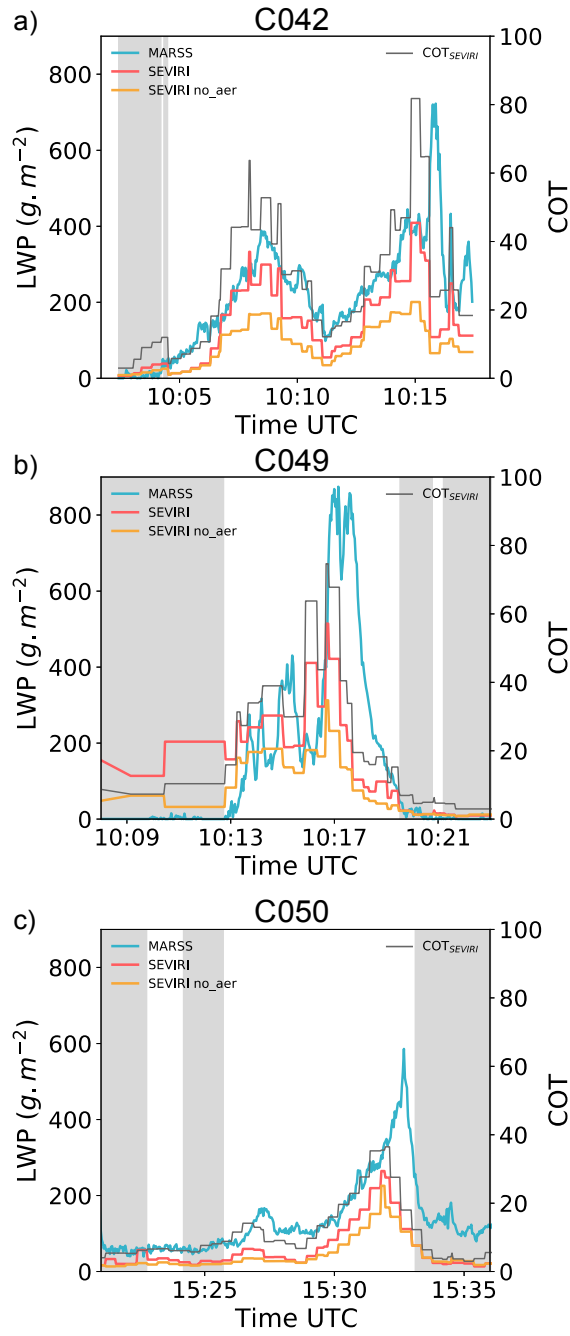 a) C042
MARSS
SEVIRI
SEVIRI no_aer
COT_SEVIRI
800
600
400
200
0
LWP (g.m⁻²)
100
80
60
40
20
0
COT
10:05 10:10 10:15
Time UTC
b) C049
MARSS
SEVIRI
SEVIRI no_aer
COT_SEVIRI
800
600
400
200
0
LWP (g.m⁻²)
100
80
60
40
20
0
COT
10:09 10:13 10:17 10:21
Time UTC
c) C050
MARSS
SEVIRI
SEVIRI no_aer
COT_SEVIRI
800
600
400
200
0
LWP (g.m⁻²)
100
80
60
40
20
0
COT
15:25 15:30 15:35
Time UTC